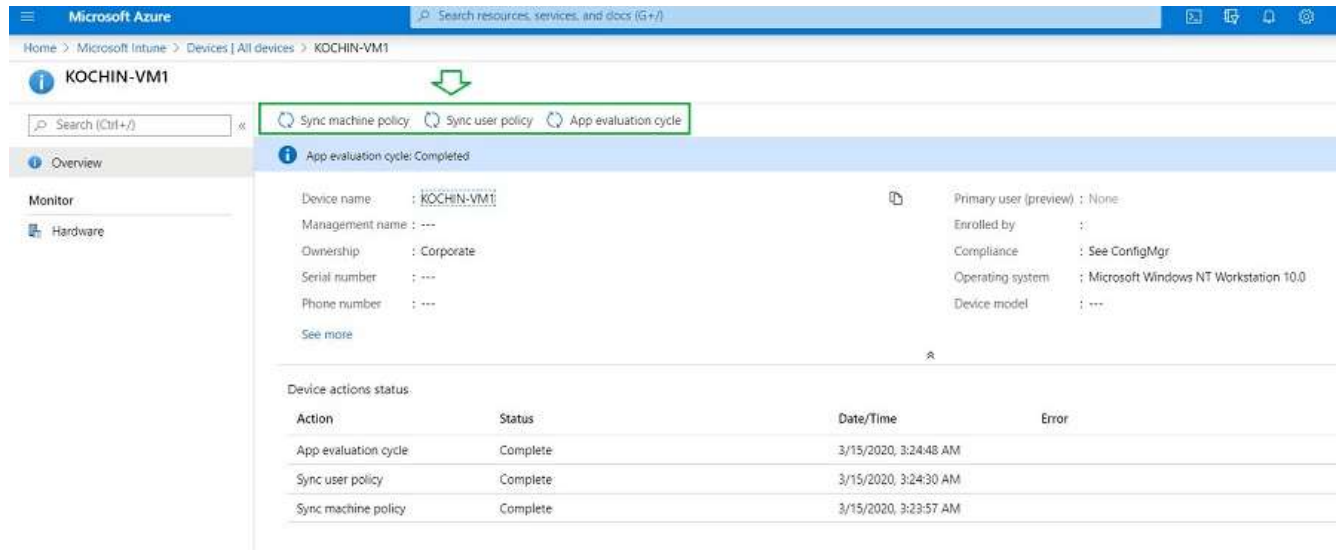 Microsoft Azure
Search resources, services, and docs (G+/)
Home > Microsoft Intune > Devices | All devices > KOCHIN-VM1
KOCHIN-VM1
Search (Ctrl+/)
«
Sync machine policy Sync user policy App evaluation cycle
App evaluation cycle: Completed
Overview
Monitor
Hardware
Device name : KOCHIN-VM1
Management name : ---
Ownership : Corporate
Serial number : ---
Phone number : ---
See more
Primary user (preview) : None
Enrolled by :
Compliance : See ConfigMgr
Operating system : Microsoft Windows NT Workstation 10.0
Device model : ---
Device actions status
Action Status Date/Time Error
App evaluation cycle Complete 3/15/2020, 3:24:48 AM
Sync user policy Complete 3/15/2020, 3:24:30 AM
Sync machine policy Complete 3/15/2020, 3:23:57 AM